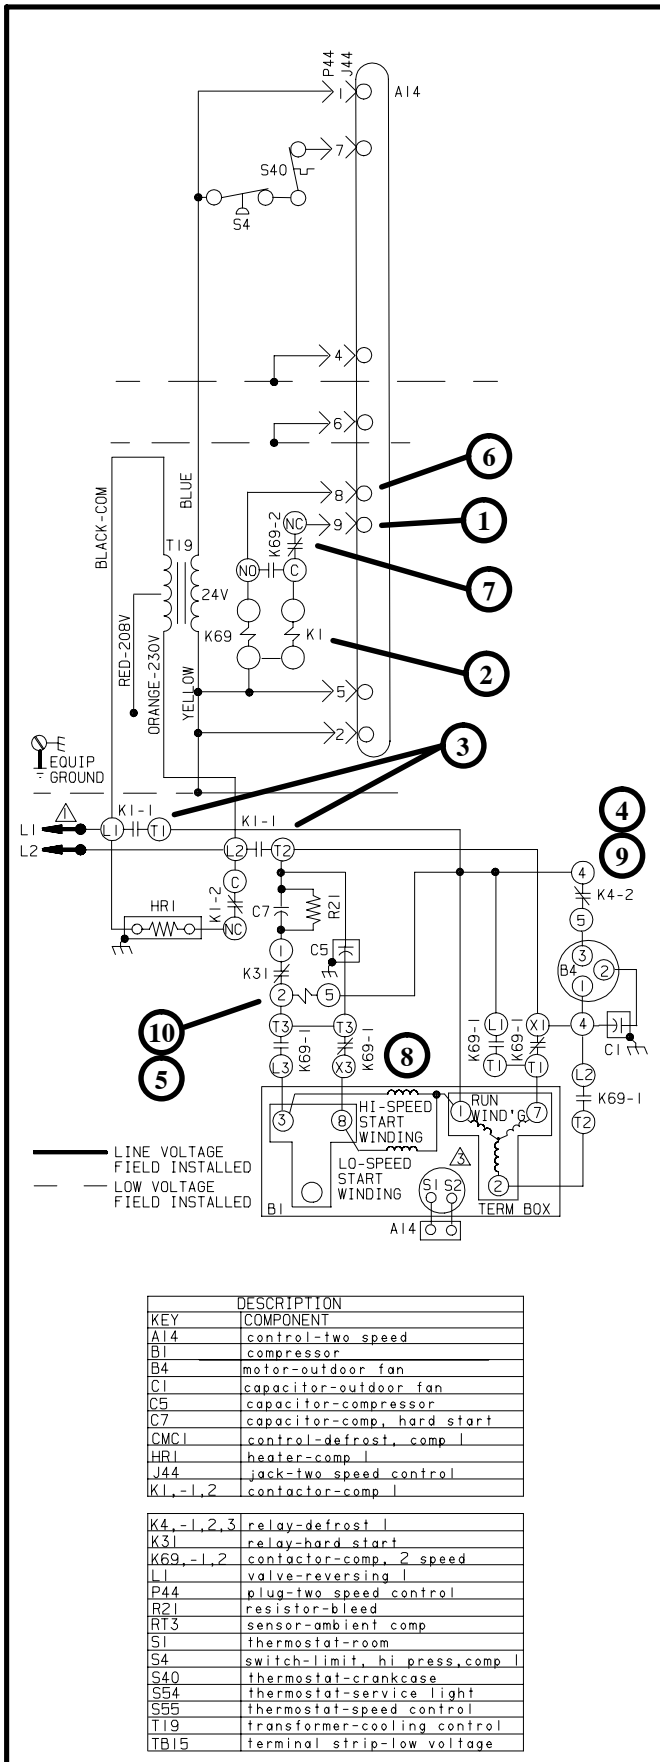 P44
J44
1
A14
7
S40
S4
4
6
6
8
1
BLACK-COM
BLUE
NC
9
K69-2
7
T19
NO
C
24V
K69
K1
RED-208V
ORANGE-230V
YELLOW
2
5
2
3
EQUIP
GROUND
1
K1-1
K1-1
4
9
L1
L1
T1
L2
L2
T2
4
K4-2
C
HR1
K1-2
C7
R21
5
NC
1
C5
3
B4
2
K31
1
2
5
10
T3
T3
8
L1
X1
4
C1
K69-1
K69-1
K69-1
K69-1
5
L3
X3
T1
T1
L2
K69-1
T2
HI-SPEED
START
WINDING
RUN
WIND'G
3
8
1
7
LO-SPEED
START
WINDING
3
2
S1 S2
B1
TERM BOX
A14
LINE VOLTAGE
FIELD INSTALLED
LOW VOLTAGE
FIELD INSTALLED
DESCRIPTION
KEY COMPONENT
A14 control-two speed
B1 compressor
B4 motor-outdoor fan
C1 capacitor-outdoor fan
C5 capacitor-compressor
C7 capacitor-comp, hard start
CMC1 control-defrost, comp 1
HR1 heater-comp 1
J44 jack-two speed control
K1,-1,2 contactor-comp 1
K4,-1,2,3 relay-defrost 1
K31 relay-hard start
K69,-1,2 contactor-comp, 2 speed
L1 valve-reversing 1
P44 plug-two speed control
R21 resistor-bleed
RT3 sensor-ambient comp
S1 thermostat-room
S4 switch-limit, hi press,comp 1
S40 thermostat-crankcase
S54 thermostat-service light
S55 thermostat-speed control
T19 transformer-cooling control
TB15 terminal strip-low voltage